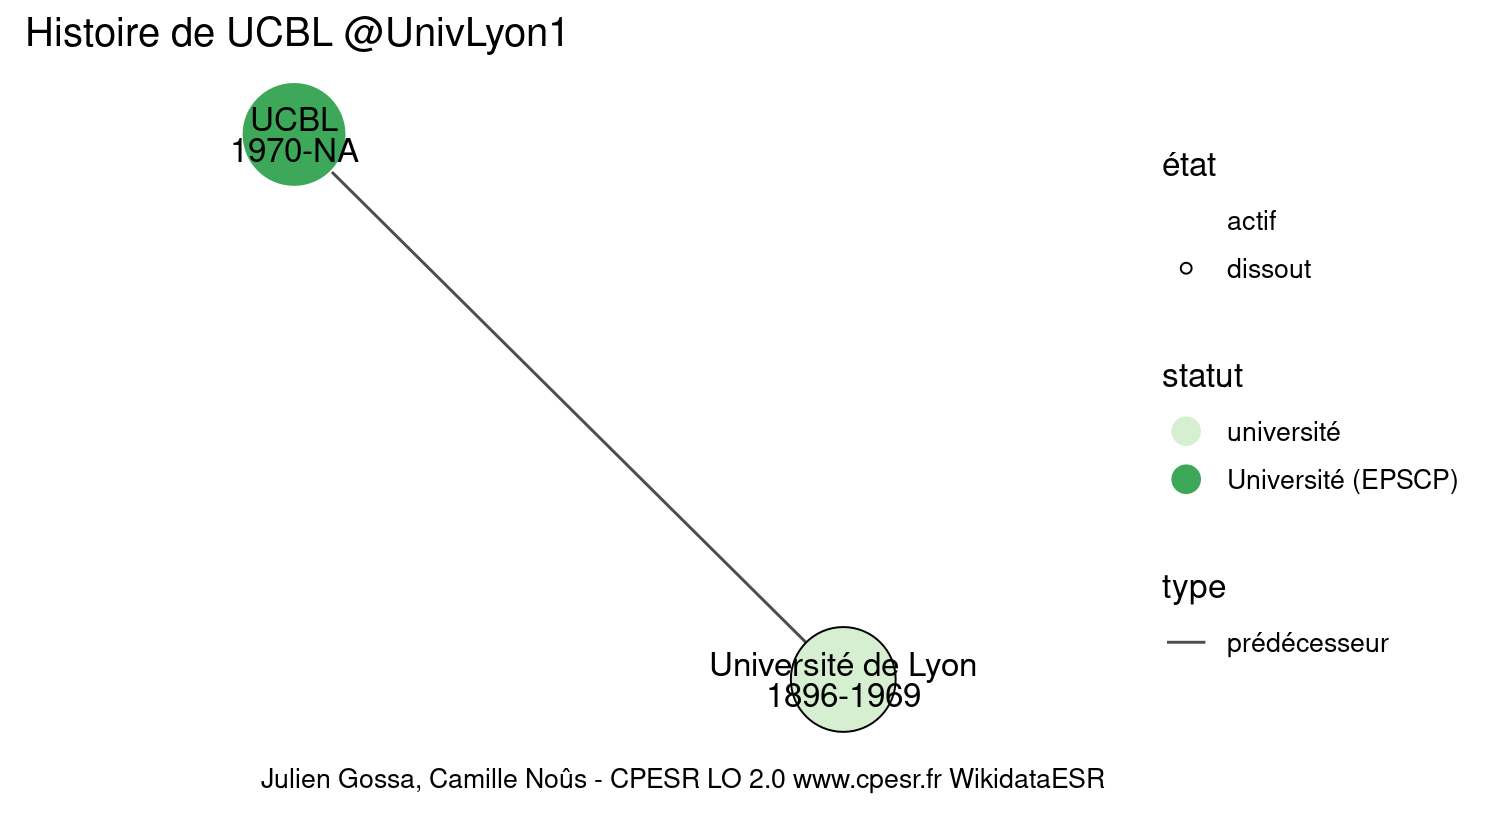 Histoire de UCBL @UnivLyon1
UCBL
1970-NA
état
actif
dissout
statut
université
Université (EPSCP)
type
prédécesseur
Université de Lyon
1896-1969
Julien Gossa, Camille Noûs - CPESR LO 2.0 www.cpesr.fr WikidataESR